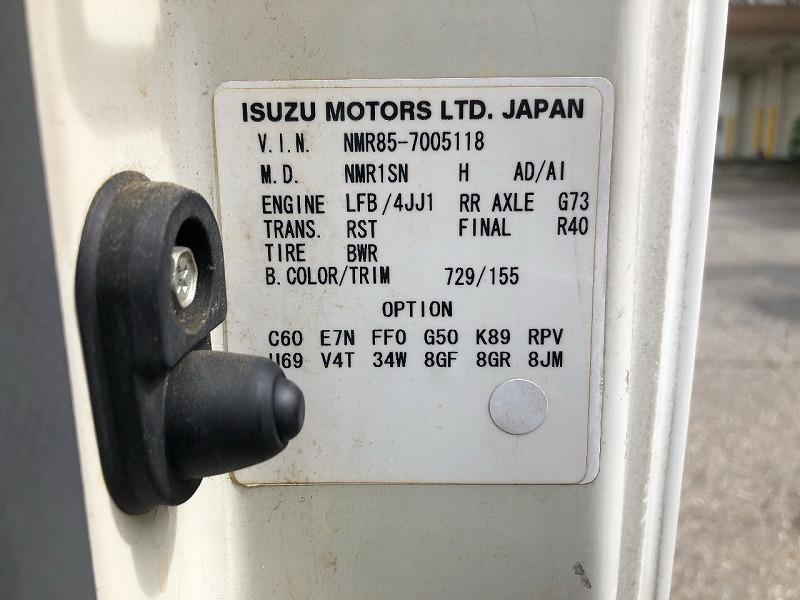 ISUZU MOTORS LTD. JAPAN
V.I.N. NMR85-7005118
M.D. NMR1SN H AD/AI
ENGINE LFB/4JJ1 RR AXLE G73
TRANS. RST FINAL R40
TIRE BWR
B.COLOR/TRIM 729/155
OPTION
C60 E7N FF0 G50 K89 RPV
V4T 34W 8GF 8GR 8JM